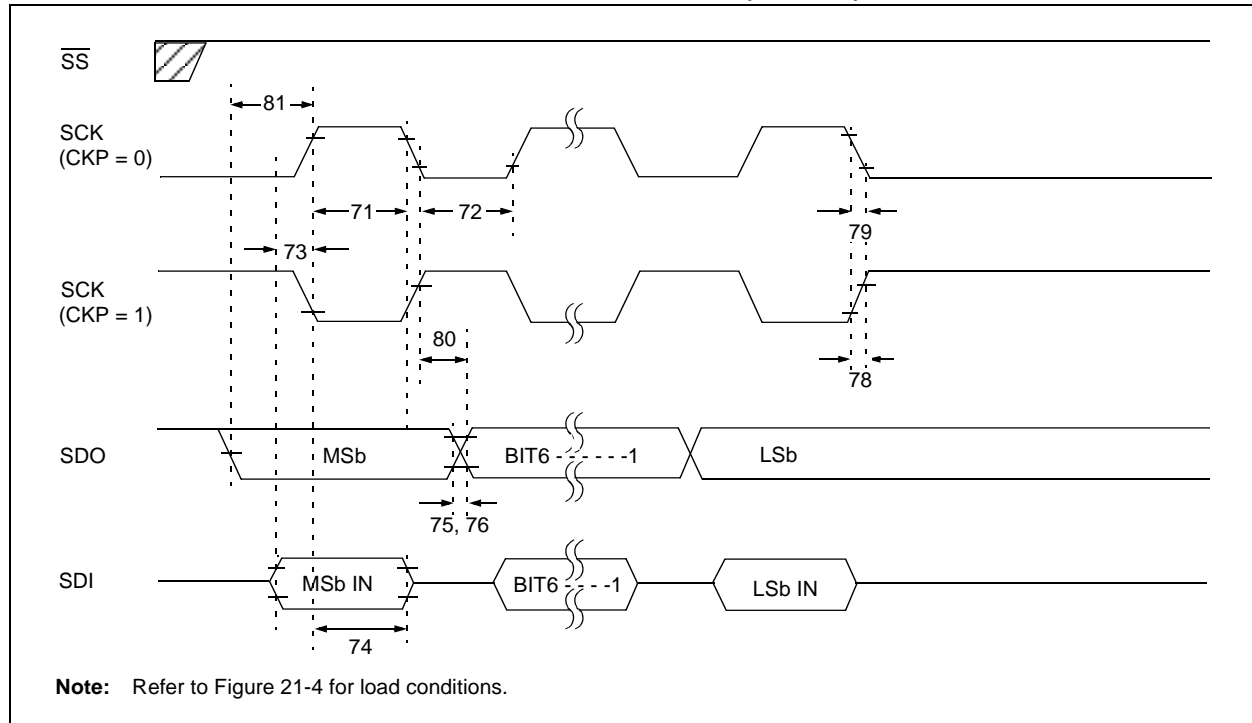 SS
81
SCK
(CKP = 0)
71
72
73
79
SCK
(CKP = 1)
80
78
SDO
MSb
BIT6 - - - - - -1
LSb
75, 76
SDI
MSb IN
BIT6 - - - -1
LSb IN
74
Note: Refer to Figure 21-4 for load conditions.